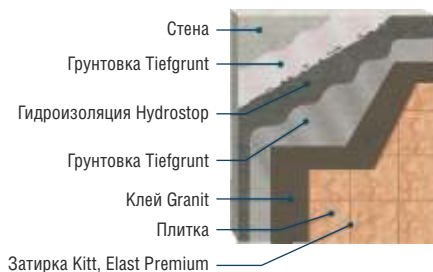 Стена
Грунтовка Tiefgrunt
Гидроизоляция Hydrostop
Грунтовка Tiefgrunt
Клей Granit
Плитка
Затирка Kitt, Elast Premium